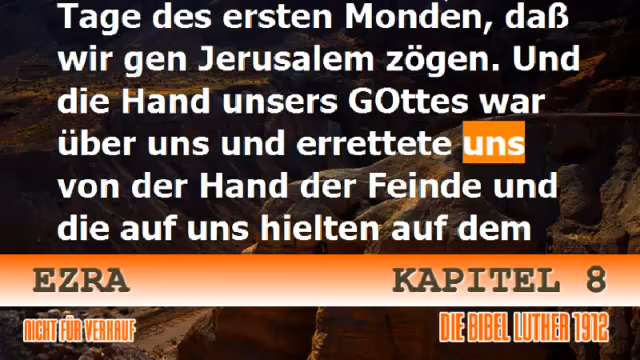 Tage des ersten Monden, daß
wir gen Jerusalem zögen. Und
die Hand unsers GOttes war
über uns und errettete uns
von der Hand der Feinde und
die auf uns hielten auf dem
EZRA KAPITEL 8
NICHT FÜR VERKAUF DIE BIBEL LUTHER 1912